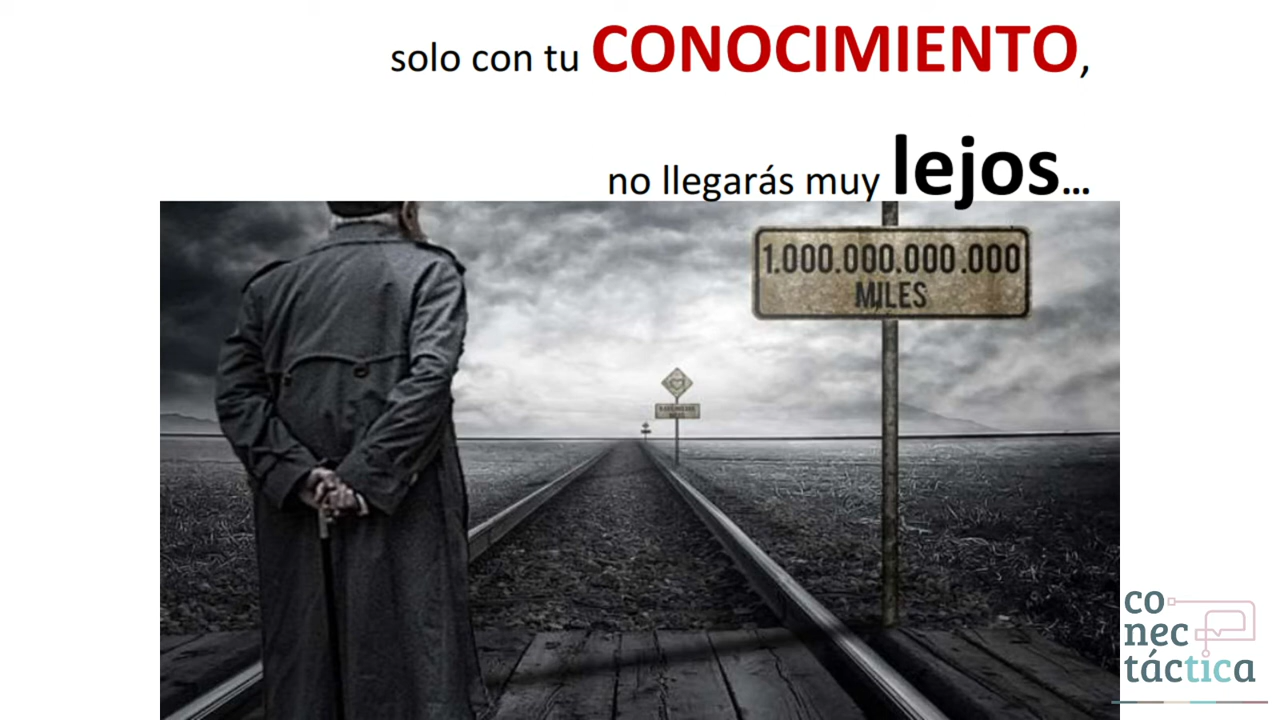 solo con tu CONOCIMIENTO,
no llegarás muy lejos...
1.000.000.000.000
MILES
co
nec
táctica